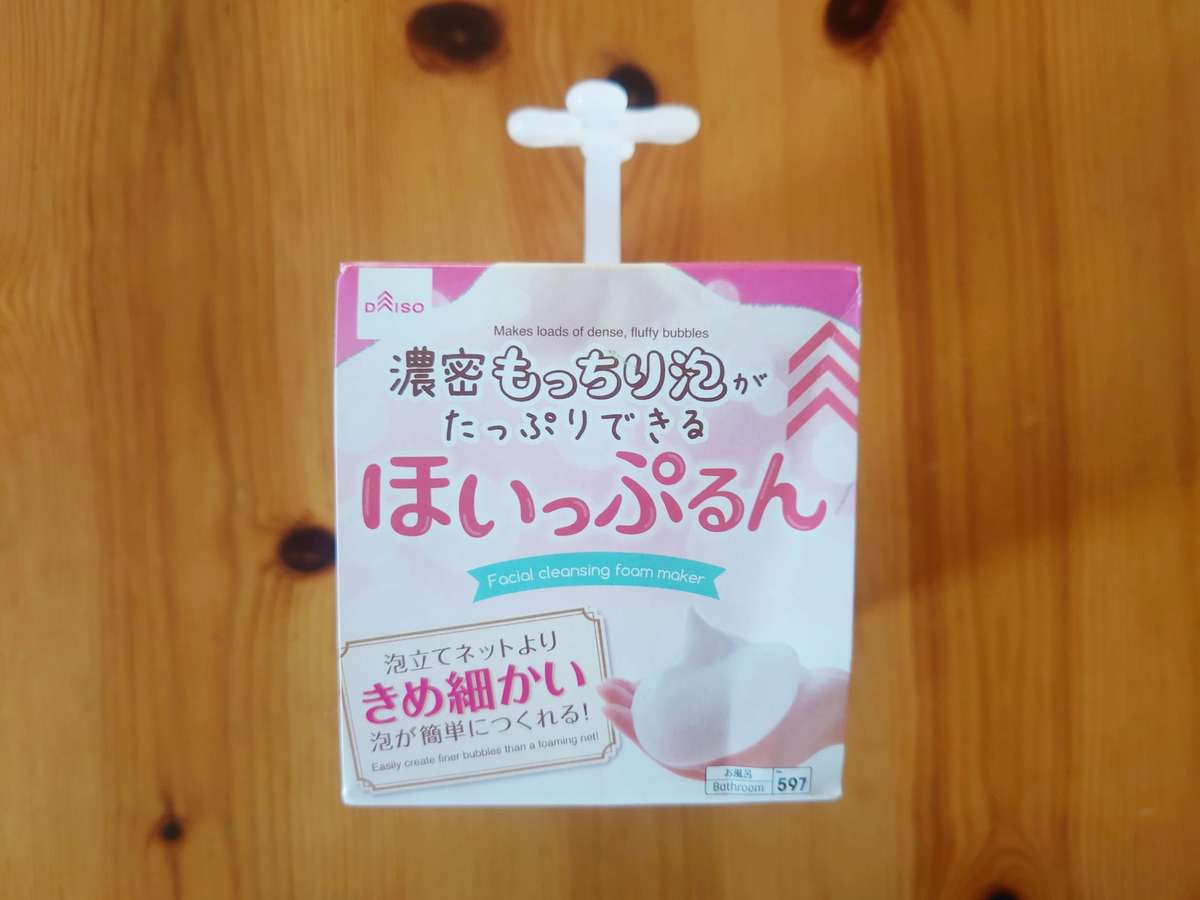 DAISO
Makes loads of dense, fluffy bubbles
濃密もっちり泡が
たっぷりできる
ほいっぷるん
Facial cleansing foam maker
泡立てネットより
きめ細かい
泡が簡単につくれる!
Easily create finer bubbles than a foaming net!
お風呂
Bathroom
No. 597